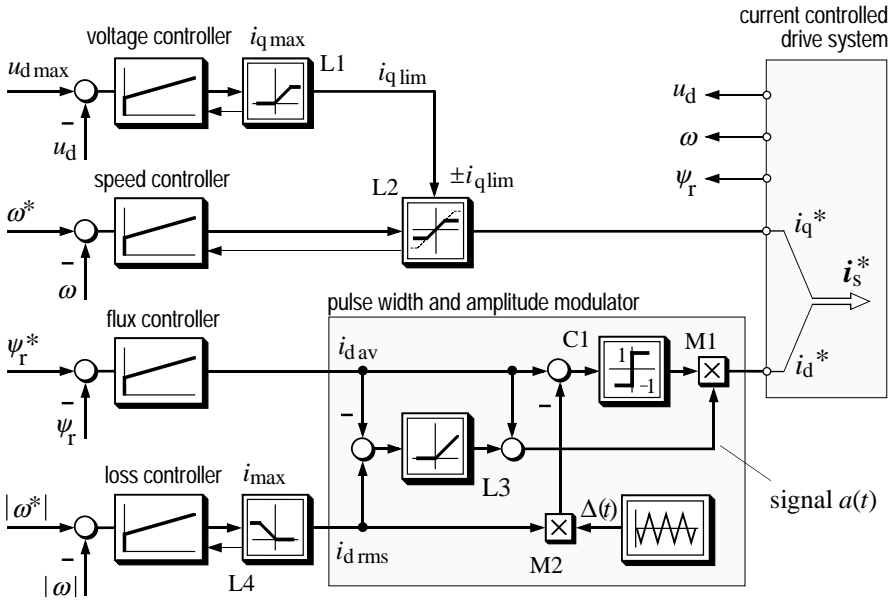 current controlled
drive system
voltage controller
i_q max
L1
i_q lim
u_d max
−
u_d
u_d
ω
ψ_r
speed controller
L2
±i_q lim
ω*
−
ω
i_q*
i_s*
i_d*
pulse width and amplitude modulator
flux controller
ψ_r*
−
ψ_r
i_d av
−
C1
1
−1
M1
×
−
L3
loss controller
i_max
|ω*|
−
|ω|
L4
i_d rms
×
M2
Δ(t)
signal a(t)